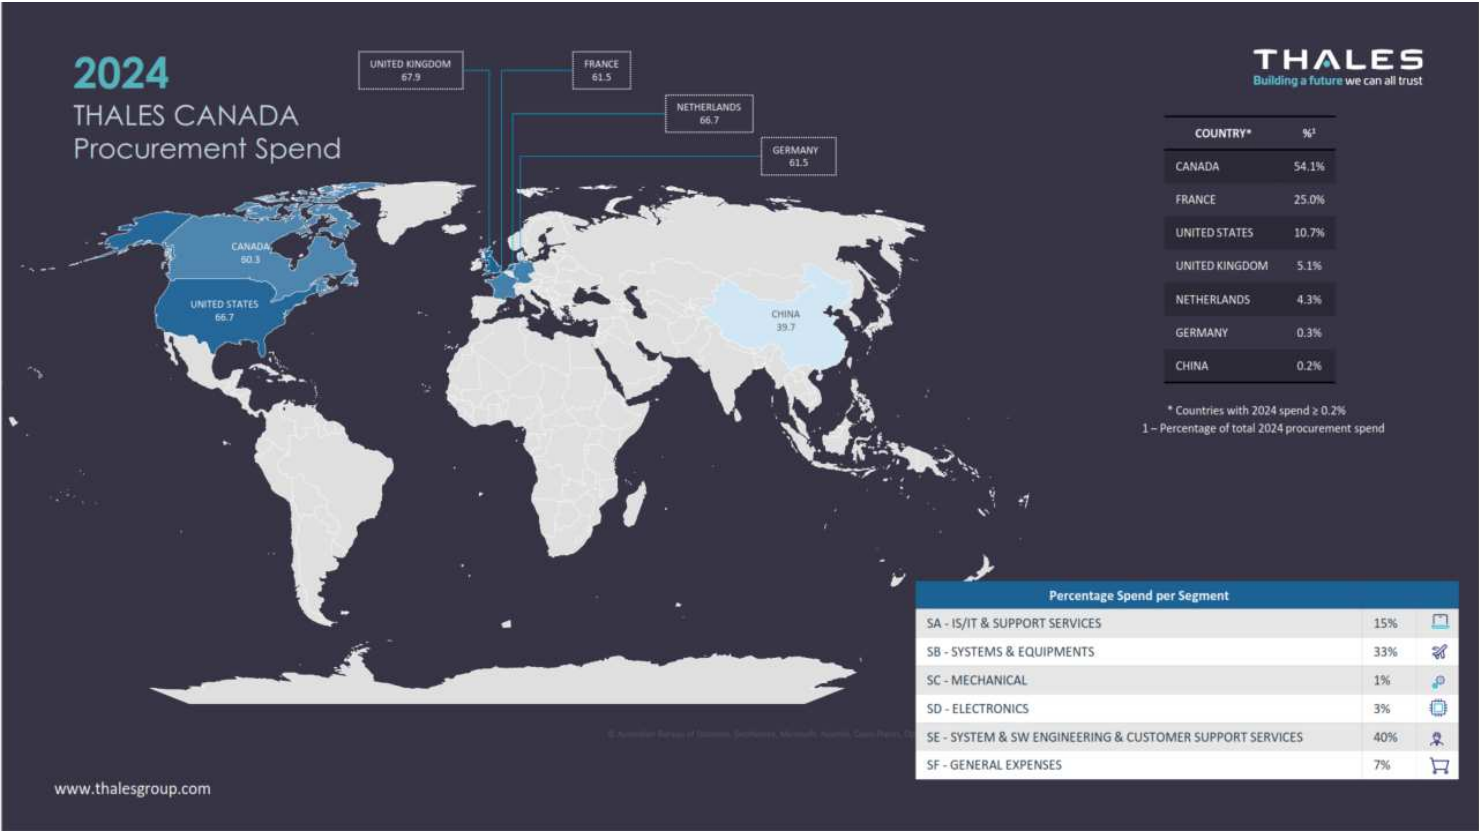 2024
THALES CANADA
Procurement Spend
UNITED KINGDOM
67.9
FRANCE
61.5
NETHERLANDS
66.7
GERMANY
61.5
CANADA
60.3
UNITED STATES
66.7
CHINA
39.7
THALES
Building a future we can all trust
COUNTRY* %¹
CANADA 54.1%
FRANCE 25.0%
UNITED STATES 10.7%
UNITED KINGDOM 5.1%
NETHERLANDS 4.3%
GERMANY 0.3%
CHINA 0.2%
* Countries with 2024 spend ≥ 0.2%
1 – Percentage of total 2024 procurement spend
Percentage Spend per Segment
SA - IS/IT & SUPPORT SERVICES 15%
SB - SYSTEMS & EQUIPMENTS 33%
SC - MECHANICAL 1%
SD - ELECTRONICS 3%
SE - SYSTEM & SW ENGINEERING & CUSTOMER SUPPORT SERVICES 40%
SF - GENERAL EXPENSES 7%
www.thalesgroup.com